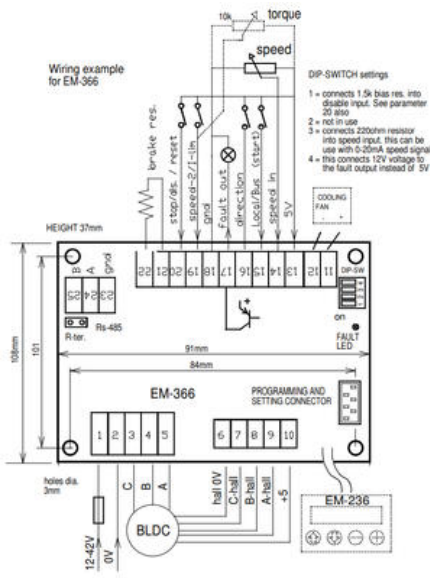 10k
torque
speed
Wiring example
for EM-366
DIP-SWITCH settings
1 = connects 1.5k bias res. into
disable input. See parameter
20 also
2 = not in use
3 = connects 220ohm resistor
into speed input, this can be
use with 0-20mA speed signal
4 = this connects 12V voltage to
the fault output instead of 5V
brake res.
stop/dis. / reset
speed-2/I-lim
gnd
fault out
direction
Local/Bus (start)
speed in
5V
COOLING
FAN
- +
HEIGHT 37mm
22 21 20 19 18 17 16 15 14 13 12 11
DIP-SW
1 2 3 4
on
FAULT
LED
B A gnd
25 24 23
R-ter.
Rs-485
108mm
101
91mm
84mm
EM-366
PROGRAMMING AND
SETTING CONNECTOR
1 2 3 4 5
6 7 8 9 10
holes dia.
3mm
12-42V
0V
C
B
A
BLDC
hall 0V
C-hall
B-hall
A-hall
+5
EM-236